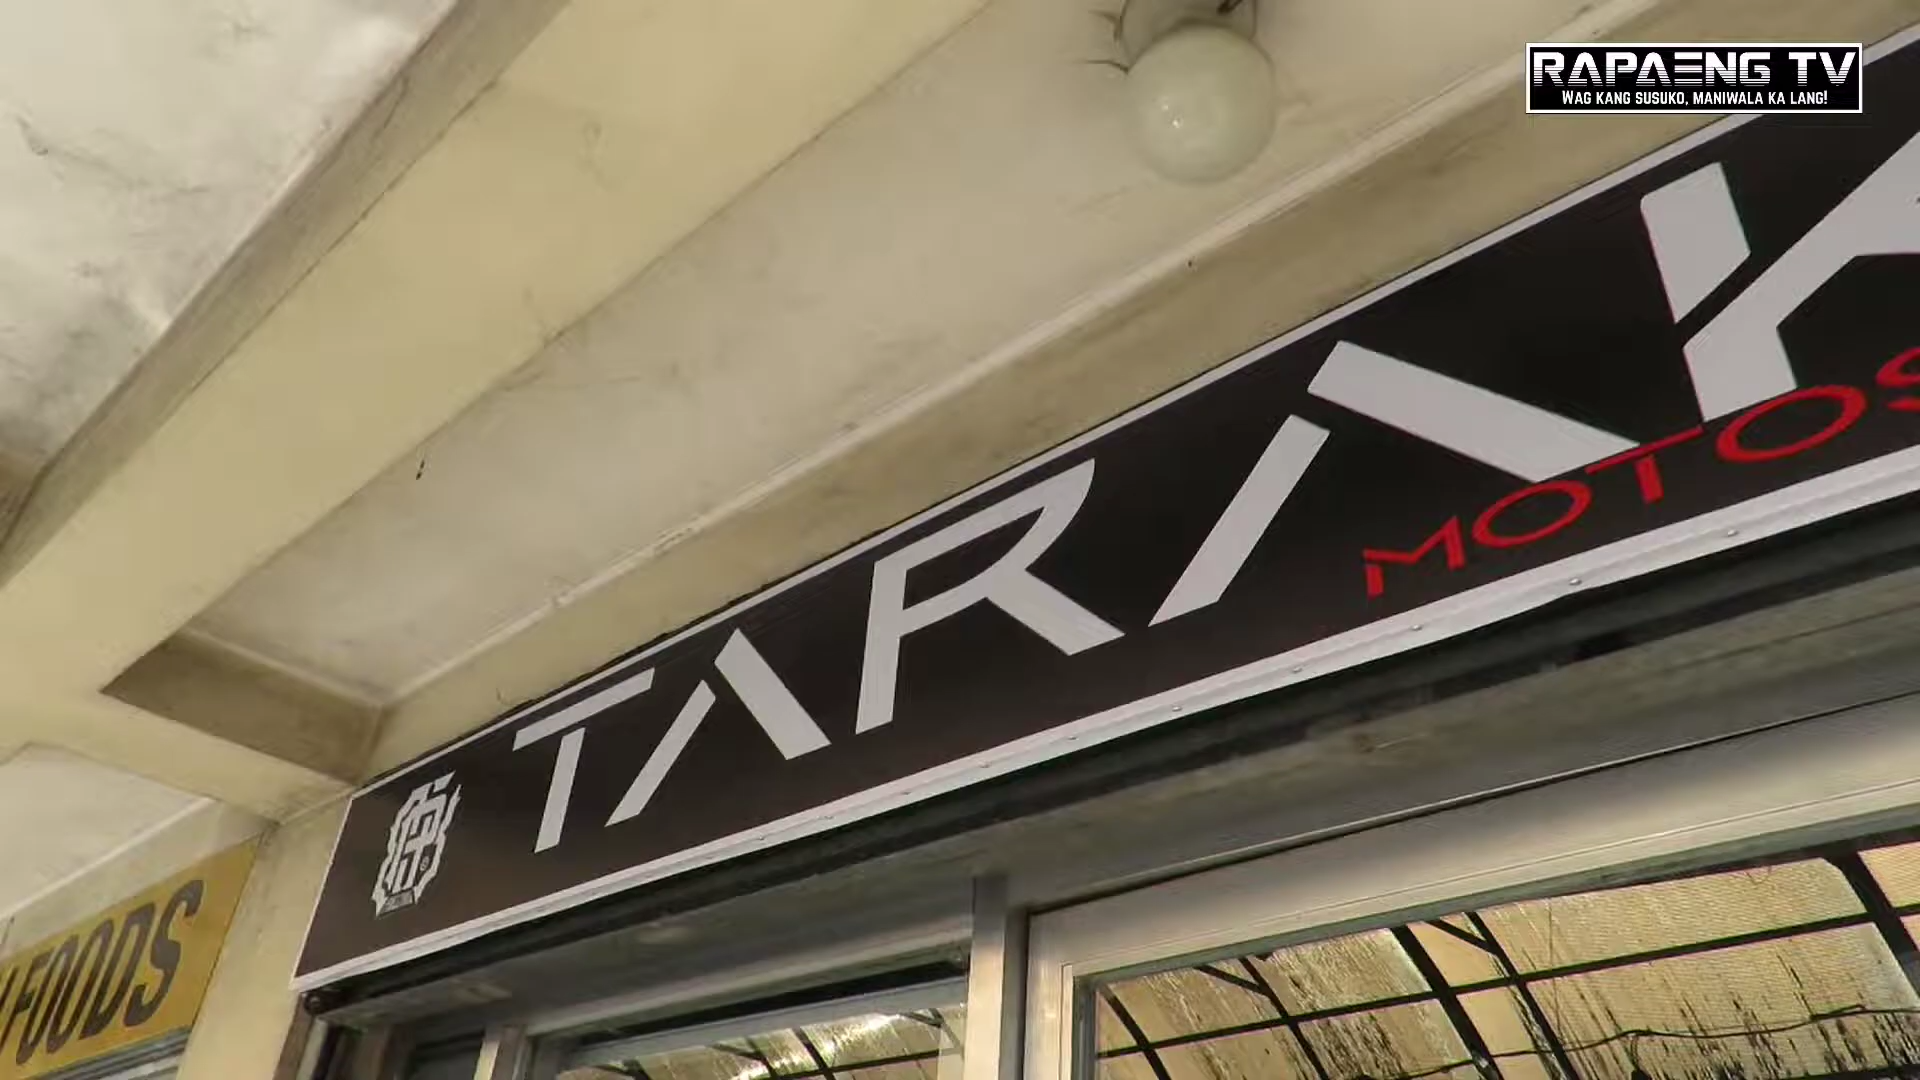 RAPAENG TV
WAG KANG SUSUKO, MANIWALA KA LANG!
TARAK
MOTOS
FOODS